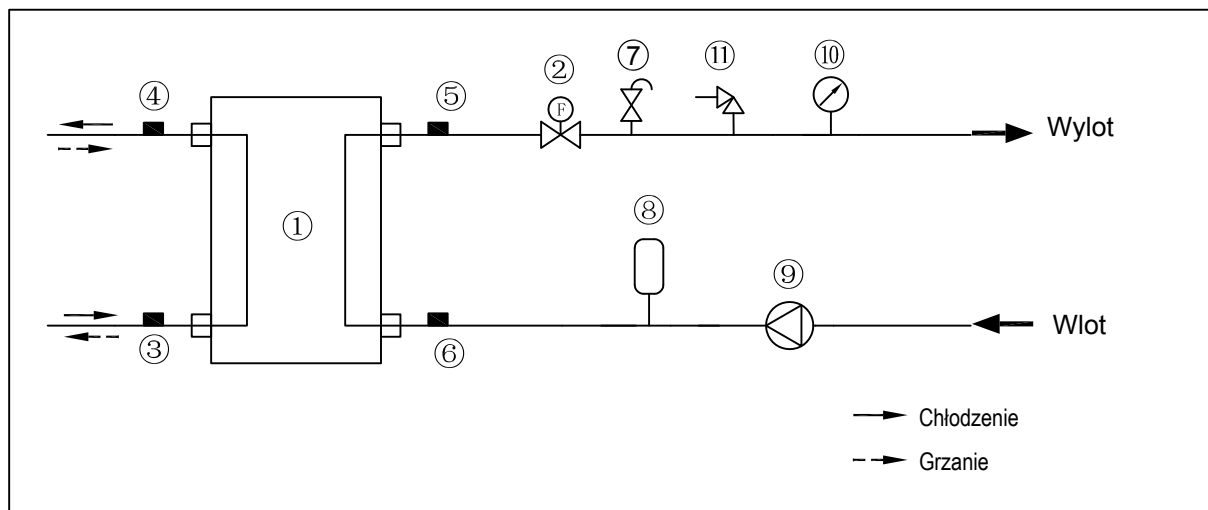 ② ⑦ ⑪ ⑩
④ ⑤ F
Wylot
① ⑧
⑨
Wlot
③ ⑥
Chłodzenie
Grzanie